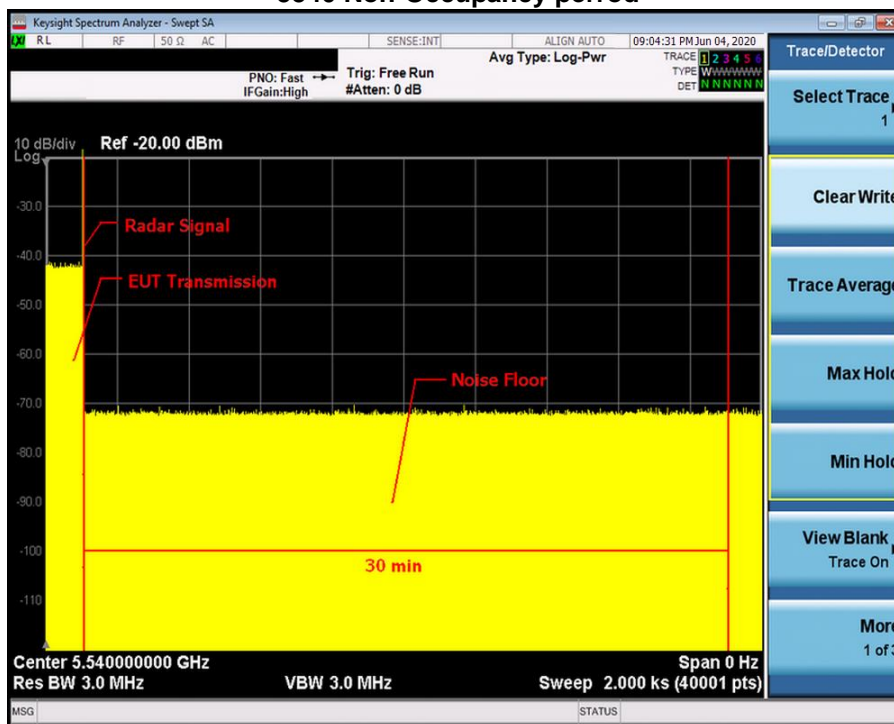 Keysight Spectrum Analyzer - Swept SA
RL RF 50 Ω AC SENSE:INT ALIGN AUTO 09:04:31 PM Jun 04, 2020
Avg Type: Log-Pwr
TRACE 1 2 3 4 5 6
TYPE W
DET N N N N N N
PNO: Fast
IFGain:High
Trig: Free Run
#Atten: 0 dB
10 dB/div
Log
Ref -20.00 dBm
-30.0
-40.0
-50.0
-60.0
-70.0
-80.0
-90.0
-100
-110
Radar Signal
EUT Transmission
Noise Floor
30 min
Center 5.540000000 GHz
Span 0 Hz
Res BW 3.0 MHz
VBW 3.0 MHz
Sweep 2.000 ks (40001 pts)
MSG STATUS
Trace/Detector
Select Trace
1
Clear Write
Trace Average
Max Hold
Min Hold
View Blank
Trace On
More
1 of 3